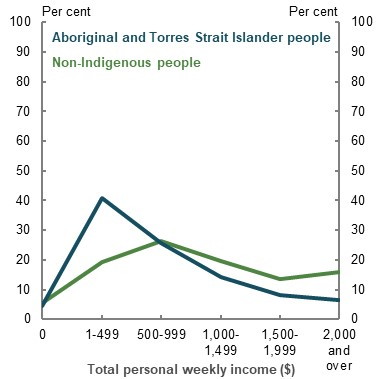 Per cent Per cent
100 100
Aboriginal and Torres Strait Islander people
90 90
Non-Indigenous people
80 80
70 70
60 60
50 50
40 40
30 30
20 20
10 10
0 0
0 1-499 500-999 1,000-1,499 1,500-1,999 2,000 and over
Total personal weekly income ($)